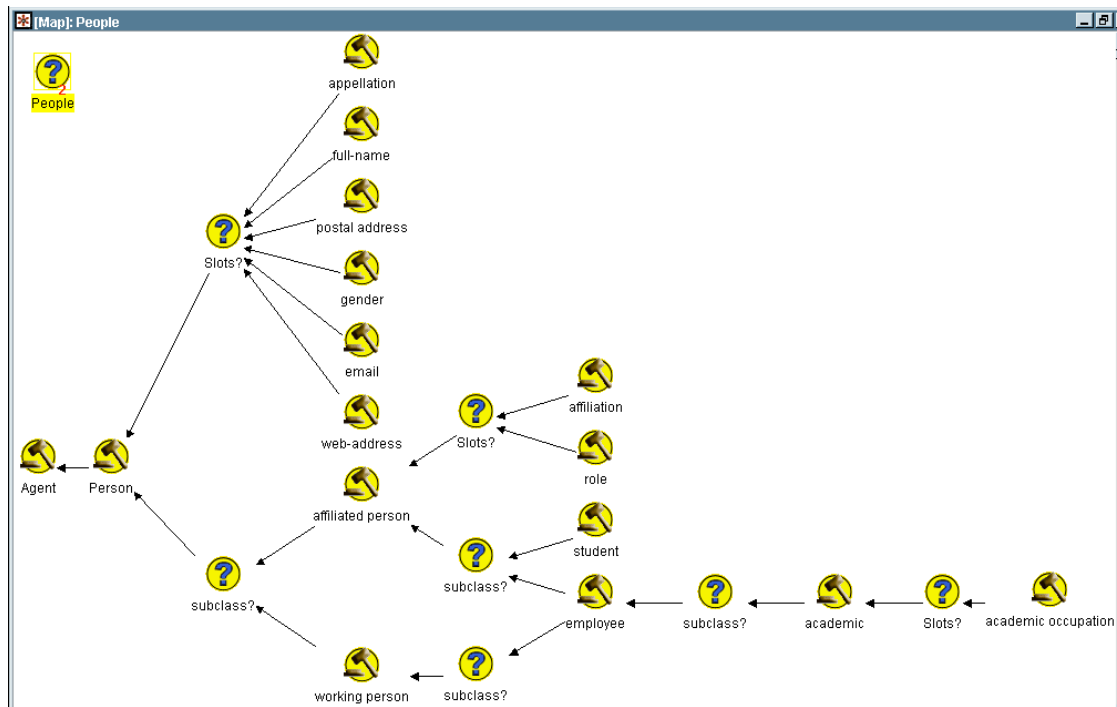 [Map]: People
2
People
appellation
full-name
postal address
Slots?
gender
email
web-address
Slots?
affiliation
role
Agent
Person
affiliated person
student
subclass?
subclass?
employee
subclass?
academic
Slots?
academic occupation
working person
subclass?